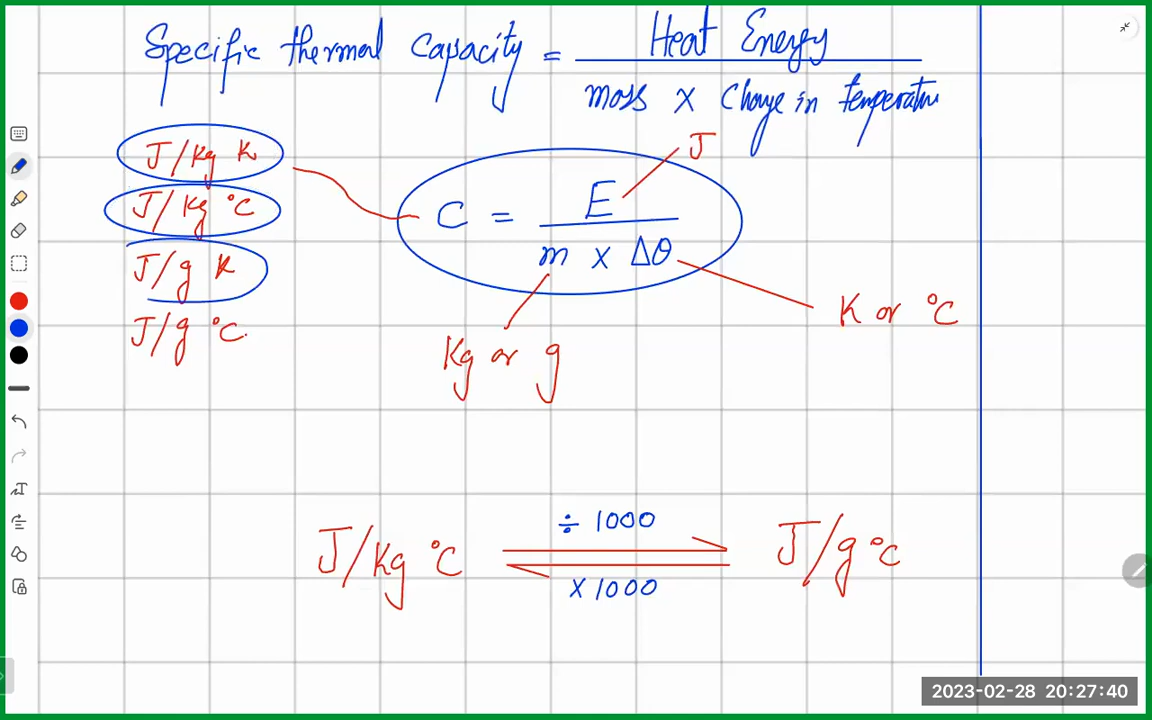 Specific thermal Capacity = Heat Energy
mass X Change in temperature
J/Kg K
J
J/Kg °C
C = E
m X Δθ
J/g K
K or °C
J/g °C.
Kg or g
÷ 1000
J/Kg °C
J/g °C
X 1000
2023-02-28 20:27:40